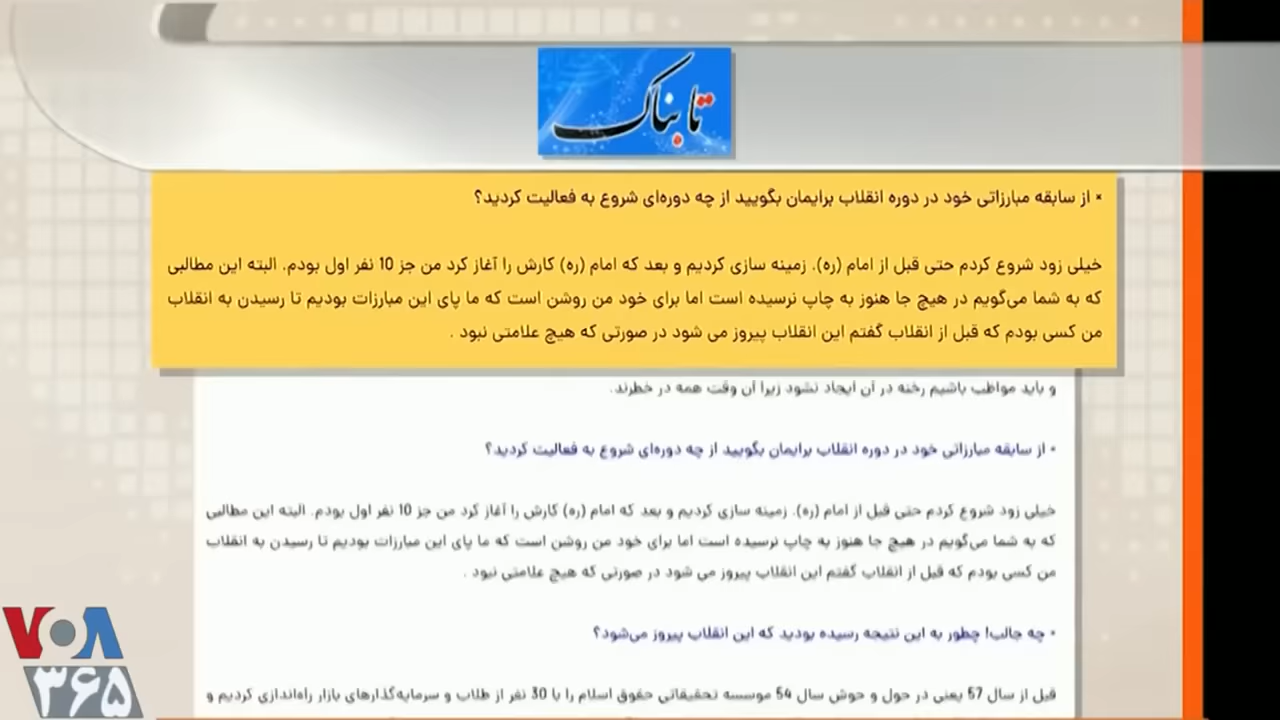 تابناک
* از سابقه مبارزاتی خود در دوره انقلاب برایمان بگویید از چه دوره‌ای شروع به فعالیت کردید؟
خیلی زود شروع کردم حتی قبل از امام (ره). زمینه سازی کردیم و بعد که امام (ره) کارش را آغاز کرد من جز 10 نفر اول بودم. البته این مطالبی
که به شما می‌گویم در هیچ جا هنوز به چاپ نرسیده است اما برای خود من روشن است که ما پای این مبارزات بودیم تا رسیدن به انقلاب
من کسی بودم که قبل از انقلاب گفتم این انقلاب پیروز می شود در صورتی که هیچ علامتی نبود .
و باید مواظب باشیم رخنه در آن ایجاد نشود زیرا آن وقت همه در خطرند.
* از سابقه مبارزاتی خود در دوره انقلاب برایمان بگویید از چه دوره‌ای شروع به فعالیت کردید؟
خیلی زود شروع کردم حتی قبل از امام (ره). زمینه سازی کردیم و بعد که امام (ره) کارش را آغاز کرد من جز 10 نفر اول بودم. البته این مطالبی
که به شما می‌گویم در هیچ جا هنوز به چاپ نرسیده است اما برای خود من روشن است که ما پای این مبارزات بودیم تا رسیدن به انقلاب
من کسی بودم که قبل از انقلاب گفتم این انقلاب پیروز می شود در صورتی که هیچ علامتی نبود .
* چه جالب! چطور به این نتیجه رسیده بودید که این انقلاب پیروز می‌شود؟
قبل از سال 57 یعنی در حول و حوش سال 54 موسسه تحقیقاتی حقوق اسلام را با 30 نفر از طلاب و سرمایه‌گذارهای بازار راه‌اندازی کردیم و
VOA
۳۶۵